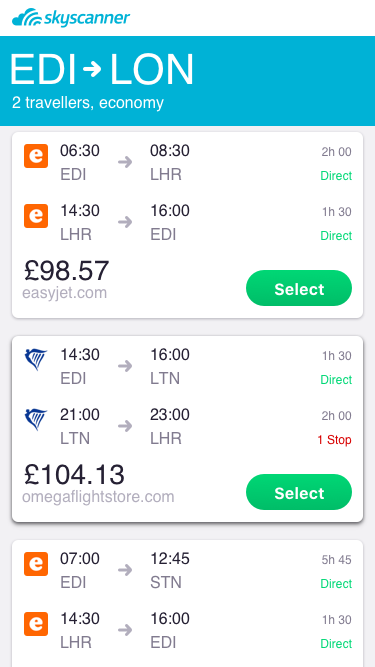 skyscanner
EDI → LON
2 travellers, economy
e 06:30 → 08:30 2h 00
EDI LHR Direct
e 14:30 → 16:00 1h 30
LHR EDI Direct
£98.57
easyjet.com
Select
14:30 → 16:00 1h 30
EDI LTN Direct
21:00 → 23:00 2h 00
LTN LHR 1 Stop
£104.13
omegaflightstore.com
Select
e 07:00 → 12:45 5h 45
EDI STN Direct
e 14:30 → 16:00 1h 30
LHR EDI Direct